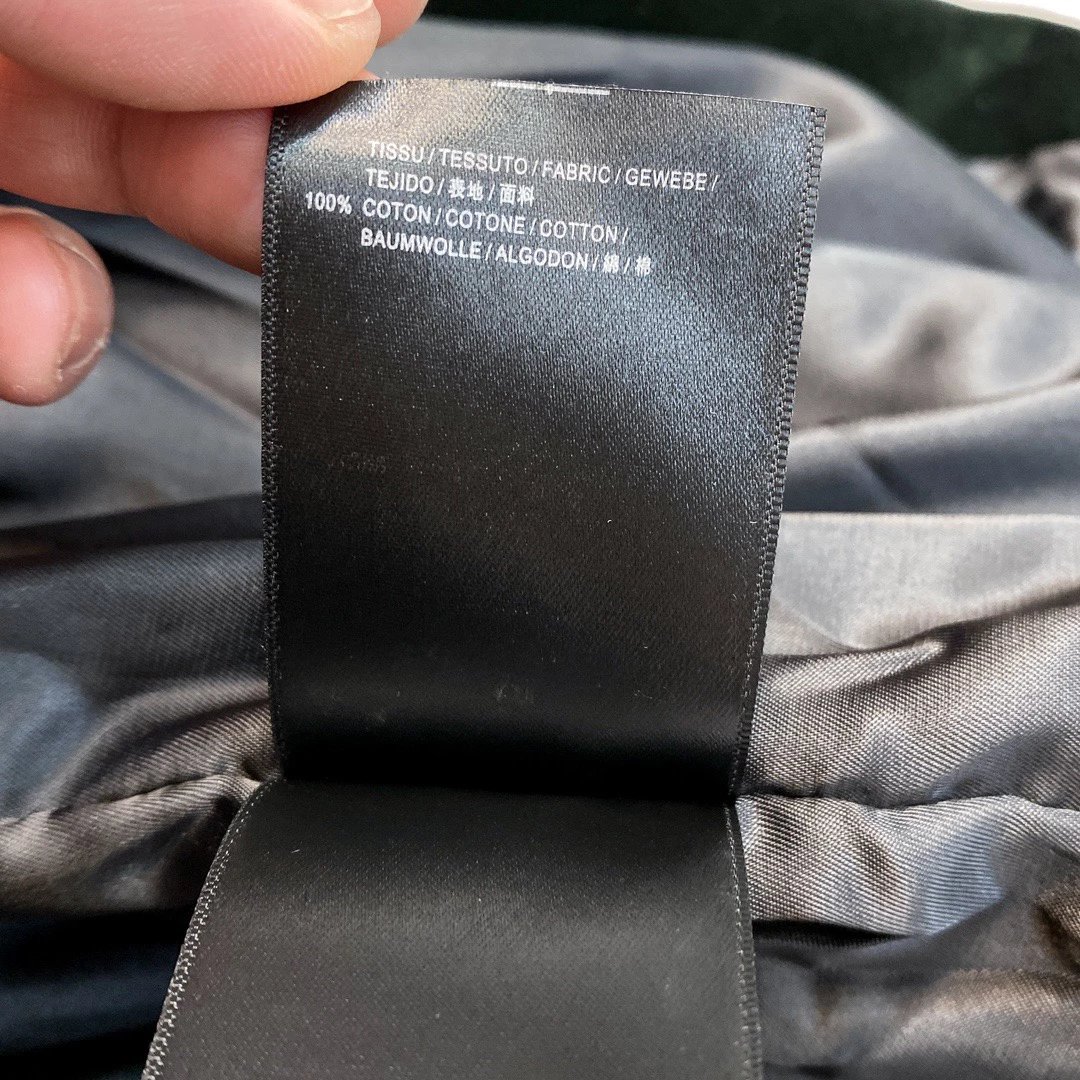 TISSU / TESSUTO / FABRIC / GEWEBE /
TEJIDO / 表地 / 面料
100% COTON / COTONE / COTTON /
BAUMWOLLE / ALGODON / 綿 / 棉